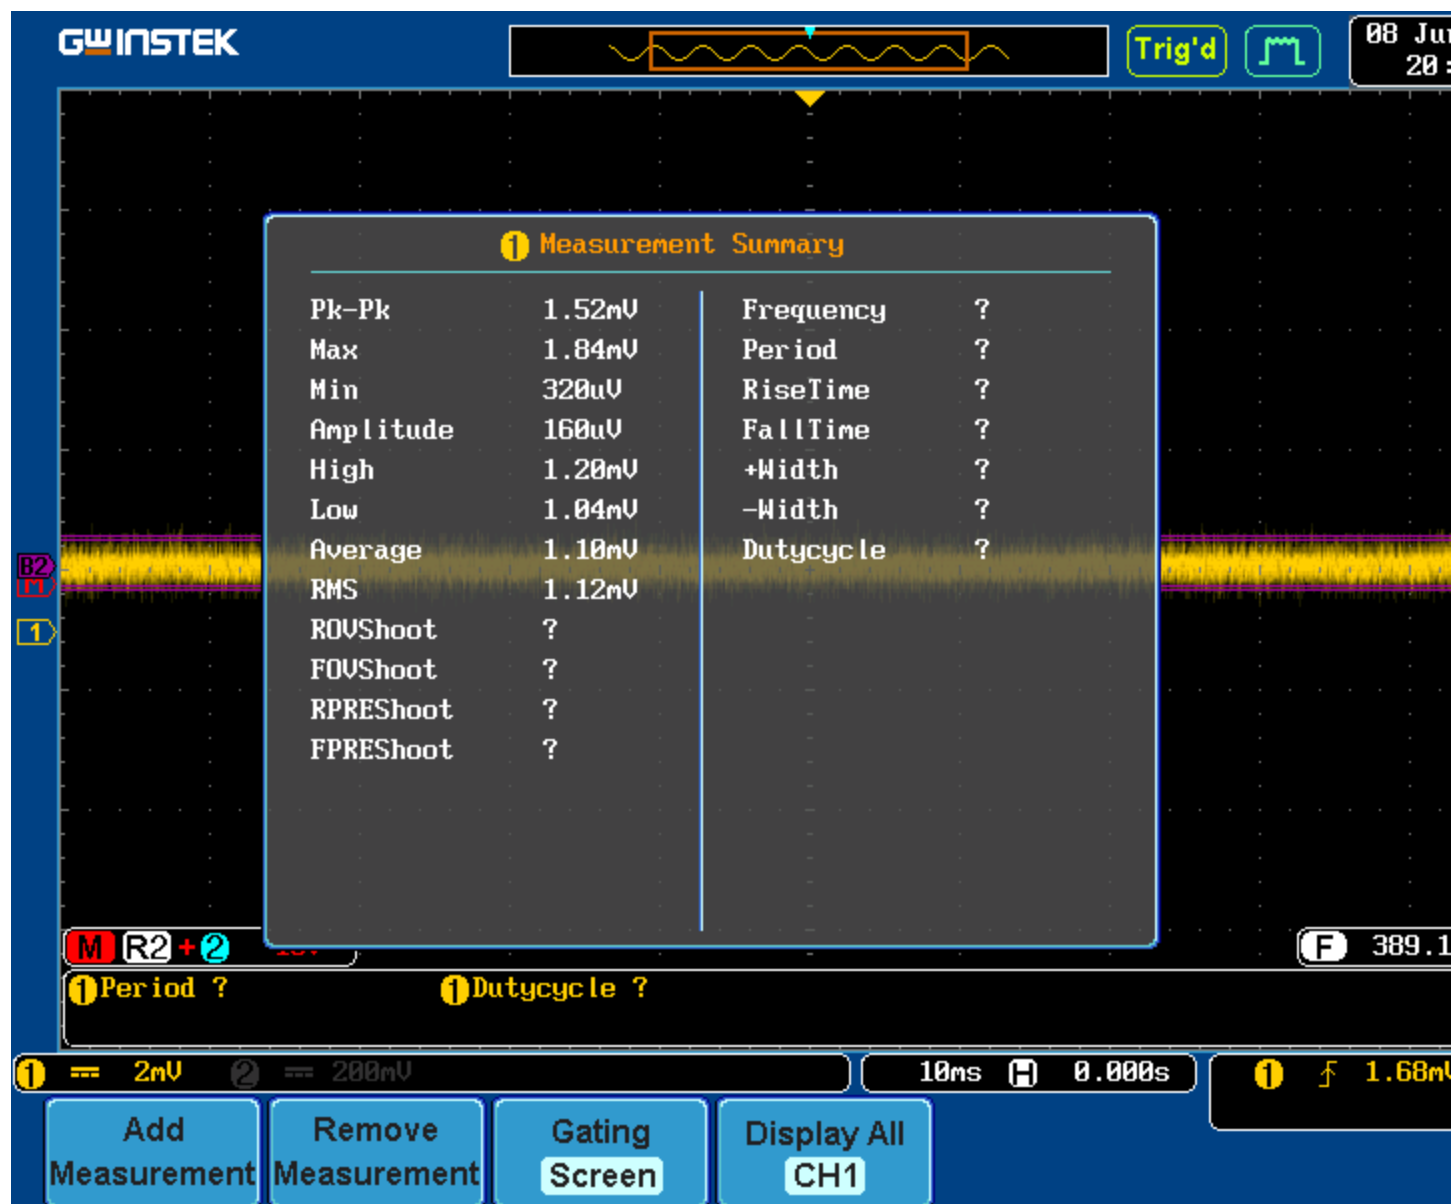 GWINSTEK
Trig'd
08 Jun
20:
1 Measurement Summary
Pk-Pk 1.52mV Frequency ?
Max 1.84mV Period ?
Min 320uV RiseTime ?
Amplitude 160uV FallTime ?
High 1.20mV +Width ?
Low 1.04mV -Width ?
Average 1.10mV Dutycycle ?
RMS 1.12mV
ROVShoot ?
FOVShoot ?
RPREShoot ?
FPREShoot ?
B2
M
1
M R2 + 2
F 389.1
1 Period ? 1 Dutycycle ?
1 2mV 2 200mV 10ms H 0.000s 1 1.68mV
Add Measurement
Remove Measurement
Gating Screen
Display All CH1